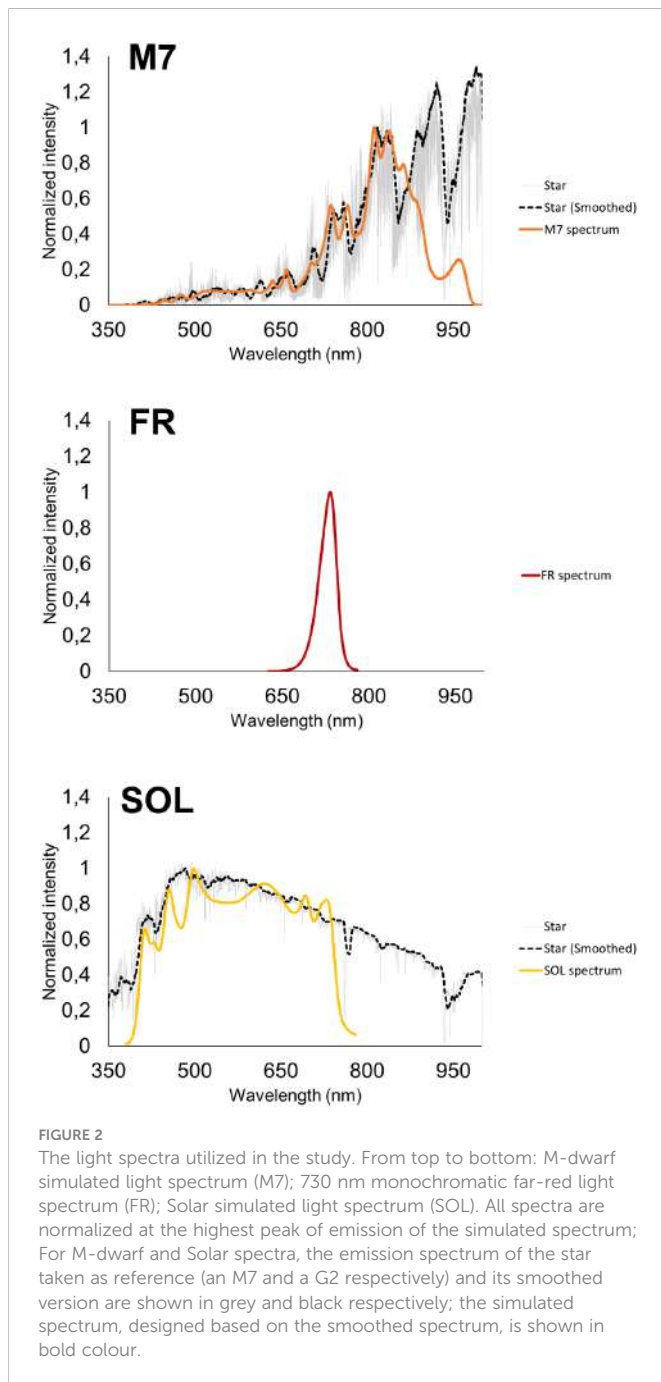 M7
1,4
1,2
1
0,8
0,6
0,4
0,2
0
Normalized intensity
350 500 650 800 950
Wavelength (nm)
Star
Star (Smoothed)
M7 spectrum
FR
1,4
1,2
1
0,8
0,6
0,4
0,2
0
Normalized intensity
350 500 650 800 950
Wavelength (nm)
FR spectrum
SOL
1,4
1,2
1
0,8
0,6
0,4
0,2
0
Normalized intensity
350 500 650 800 950
Wavelength (nm)
Star
Star (Smoothed)
SOL spectrum
FIGURE 2
The light spectra utilized in the study. From top to bottom: M-dwarf
simulated light spectrum (M7); 730 nm monochromatic far-red light
spectrum (FR); Solar simulated light spectrum (SOL). All spectra are
normalized at the highest peak of emission of the simulated spectrum;
For M-dwarf and Solar spectra, the emission spectrum of the star
taken as reference (an M7 and a G2 respectively) and its smoothed
version are shown in grey and black respectively; the simulated
spectrum, designed based on the smoothed spectrum, is shown in
bold colour.